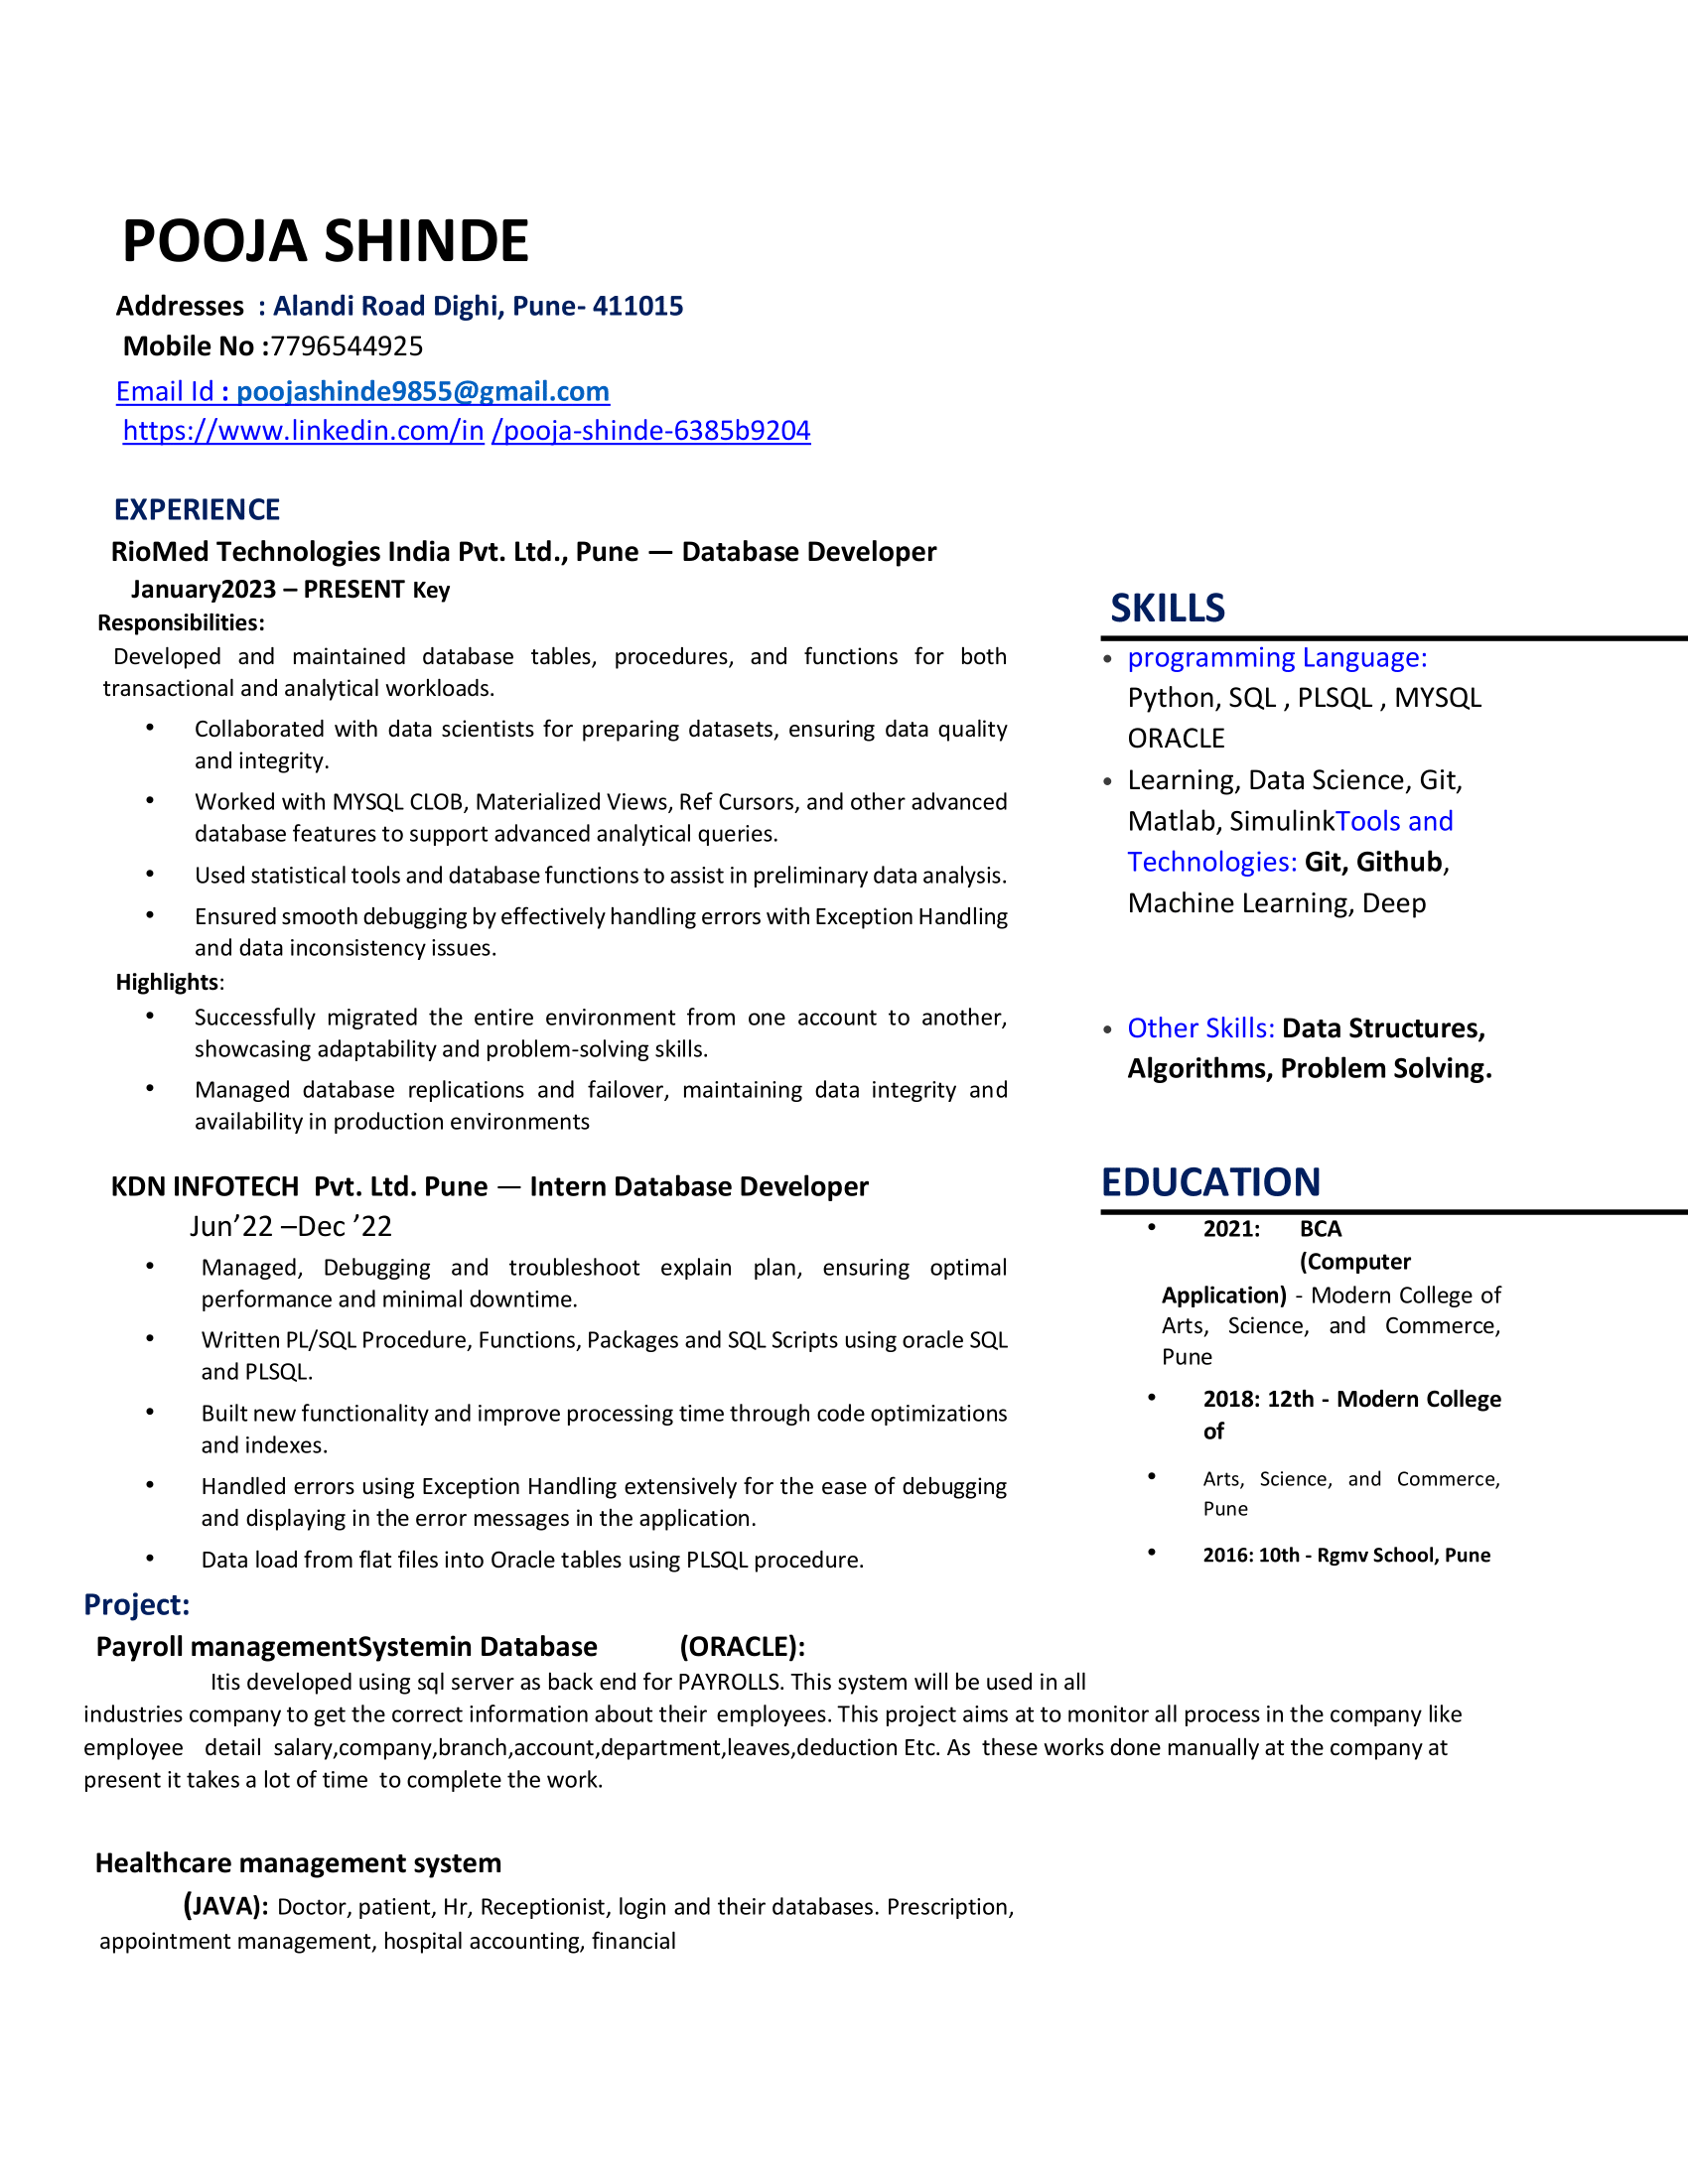 POOJA SHINDE
Addresses : Alandi Road Dighi, Pune- 411015
Mobile No :7796544925
Email Id : poojashinde9855@gmail.com
https://www.linkedin.com/in /pooja-shinde-6385b9204
EXPERIENCE
RioMed Technologies India Pvt. Ltd., Pune — Database Developer
January2023 – PRESENT Key
Responsibilities:
Developed and maintained database tables, procedures, and functions for both
transactional and analytical workloads.
• Collaborated with data scientists for preparing datasets, ensuring data quality
and integrity.
• Worked with MYSQL CLOB, Materialized Views, Ref Cursors, and other advanced
database features to support advanced analytical queries.
• Used statistical tools and database functions to assist in preliminary data analysis.
• Ensured smooth debugging by effectively handling errors with Exception Handling
and data inconsistency issues.
Highlights:
• Successfully migrated the entire environment from one account to another,
showcasing adaptability and problem-solving skills.
• Managed database replications and failover, maintaining data integrity and
availability in production environments
KDN INFOTECH Pvt. Ltd. Pune — Intern Database Developer
Jun’22 –Dec ’22
• Managed, Debugging and troubleshoot explain plan, ensuring optimal
performance and minimal downtime.
• Written PL/SQL Procedure, Functions, Packages and SQL Scripts using oracle SQL
and PLSQL.
• Built new functionality and improve processing time through code optimizations
and indexes.
• Handled errors using Exception Handling extensively for the ease of debugging
and displaying in the error messages in the application.
• Data load from flat files into Oracle tables using PLSQL procedure.
SKILLS
• programming Language:
Python, SQL , PLSQL , MYSQL
ORACLE
• Learning, Data Science, Git,
Matlab, SimulinkTools and
Technologies: Git, Github,
Machine Learning, Deep
• Other Skills: Data Structures,
Algorithms, Problem Solving.
EDUCATION
• 2021: BCA
(Computer
Application) - Modern College of
Arts, Science, and Commerce,
Pune
• 2018: 12th - Modern College
of
• Arts, Science, and Commerce,
Pune
• 2016: 10th - Rgmv School, Pune
Project:
Payroll managementSystemin Database (ORACLE):
Itis developed using sql server as back end for PAYROLLS. This system will be used in all
industries company to get the correct information about their employees. This project aims at to monitor all process in the company like
employee detail salary,company,branch,account,department,leaves,deduction Etc. As these works done manually at the company at
present it takes a lot of time to complete the work.
Healthcare management system
(JAVA): Doctor, patient, Hr, Receptionist, login and their databases. Prescription,
appointment management, hospital accounting, financial